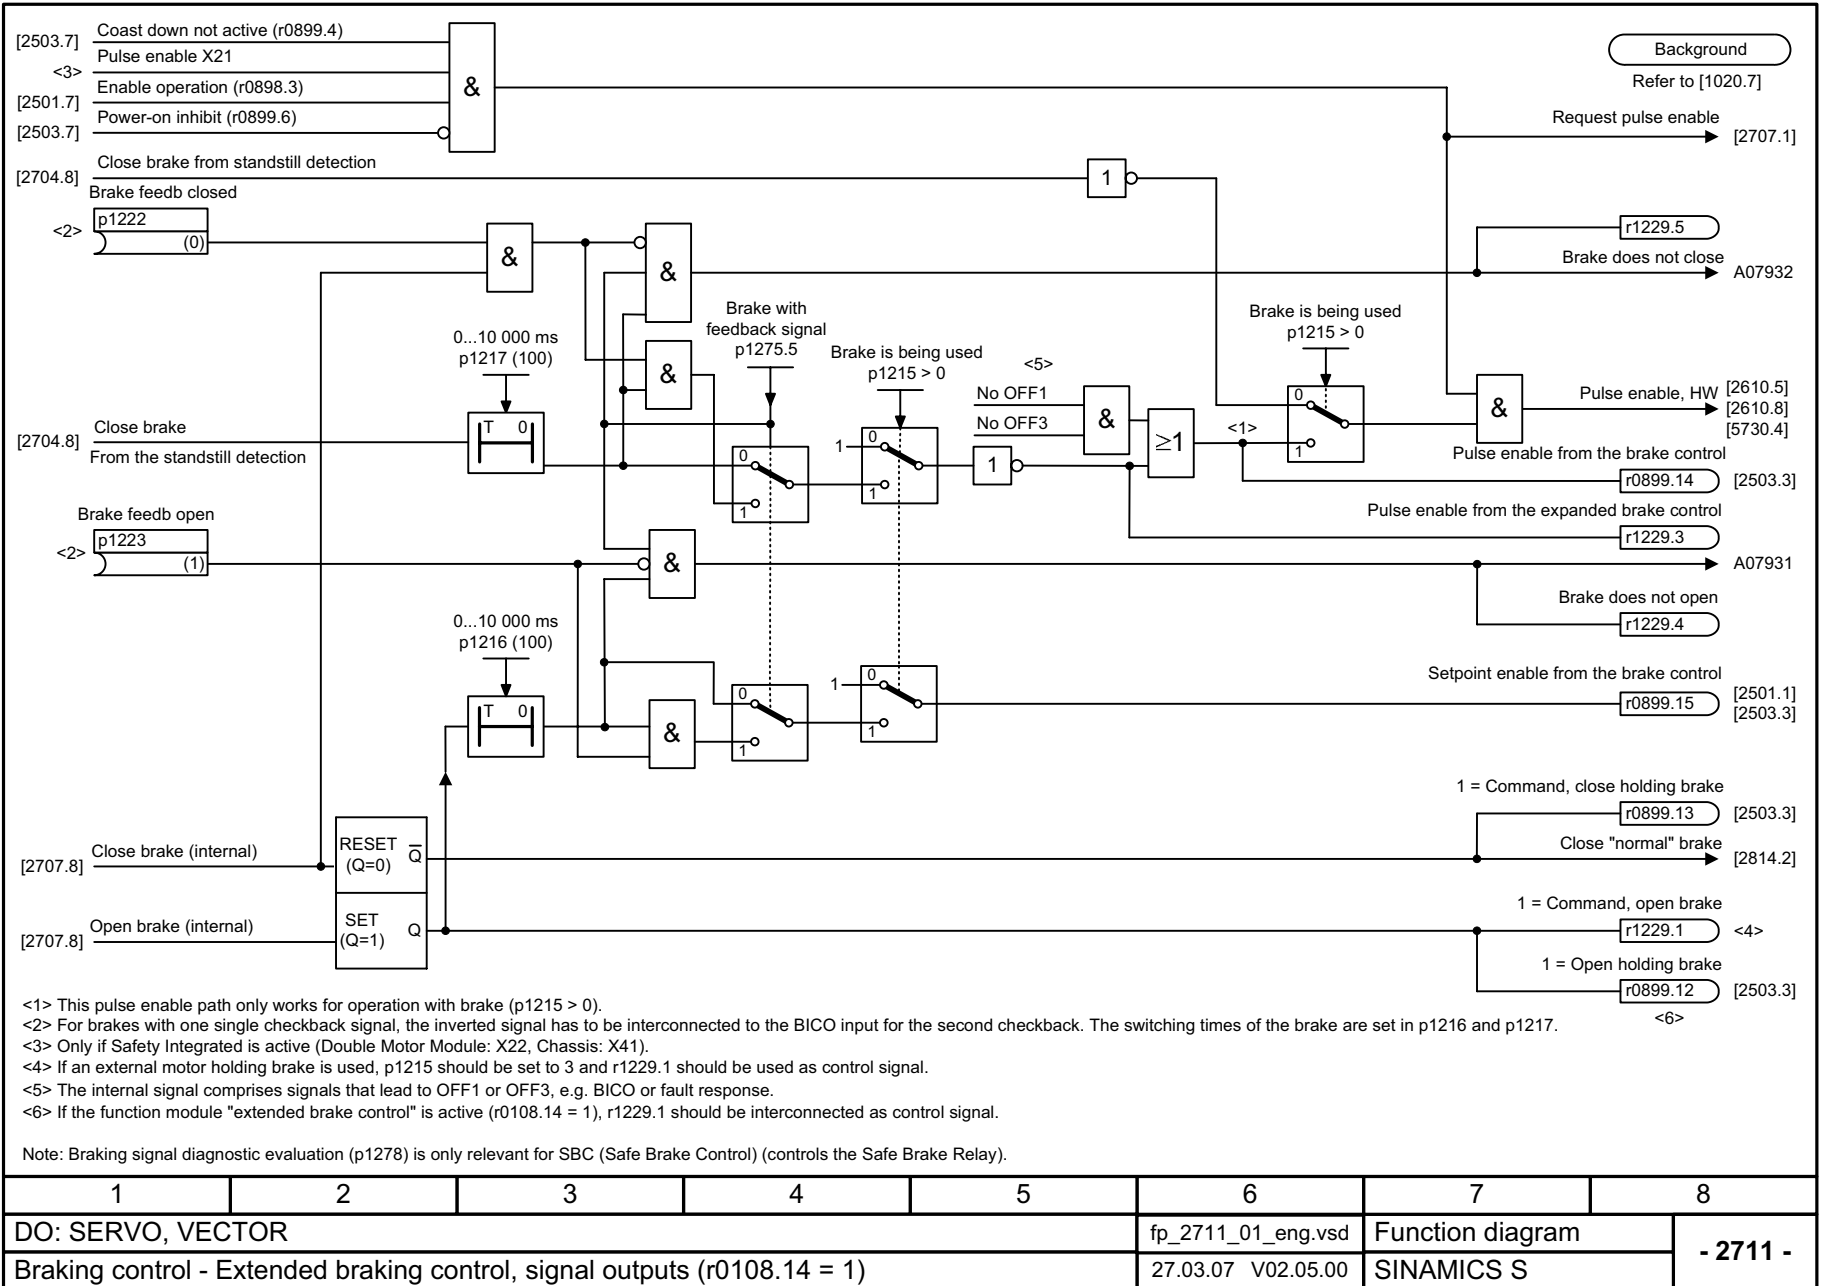 [2503.7] Coast down not active (r0899.4)
<3> Pulse enable X21
[2501.7] Enable operation (r0898.3)
[2503.7] Power-on inhibit (r0899.6)
&
Background
Refer to [1020.7]
Request pulse enable
[2707.1]
[2704.8] Close brake from standstill detection
1
Brake feedb closed
<2> p1222
(0)
&
&
r1229.5
Brake does not close
A07932
0...10 000 ms
p1217 (100)
T 0
&
Brake with
feedback signal
p1275.5
0
1
Brake is being used
p1215 > 0
1
0
1
1
<5>
No OFF1
No OFF3
&
≥1
<1>
Brake is being used
p1215 > 0
0
1
&
Pulse enable, HW
[2610.5]
[2610.8]
[5730.4]
[2704.8] Close brake
From the standstill detection
Pulse enable from the brake control
r0899.14 [2503.3]
Pulse enable from the expanded brake control
r1229.3
Brake feedb open
<2> p1223
(1)
&
A07931
Brake does not open
r1229.4
0...10 000 ms
p1216 (100)
T 0
&
0
1
1
0
1
Setpoint enable from the brake control
r0899.15
[2501.1]
[2503.3]
1 = Command, close holding brake
r0899.13 [2503.3]
Close "normal" brake
[2814.2]
[2707.8] Close brake (internal)
RESET
(Q=0)
Q̅
[2707.8] Open brake (internal)
SET
(Q=1)
Q
1 = Command, open brake
r1229.1 <4>
1 = Open holding brake
r0899.12 [2503.3]
<6>
<1> This pulse enable path only works for operation with brake (p1215 > 0).
<2> For brakes with one single checkback signal, the inverted signal has to be interconnected to the BICO input for the second checkback. The switching times of the brake are set in p1216 and p1217.
<3> Only if Safety Integrated is active (Double Motor Module: X22, Chassis: X41).
<4> If an external motor holding brake is used, p1215 should be set to 3 and r1229.1 should be used as control signal.
<5> The internal signal comprises signals that lead to OFF1 or OFF3, e.g. BICO or fault response.
<6> If the function module "extended brake control" is active (r0108.14 = 1), r1229.1 should be interconnected as control signal.
Note: Braking signal diagnostic evaluation (p1278) is only relevant for SBC (Safe Brake Control) (controls the Safe Brake Relay).
1 2 3 4 5 6 7 8
DO: SERVO, VECTOR
fp_2711_01_eng.vsd
Function diagram
- 2711 -
Braking control - Extended braking control, signal outputs (r0108.14 = 1)
27.03.07 V02.05.00
SINAMICS S